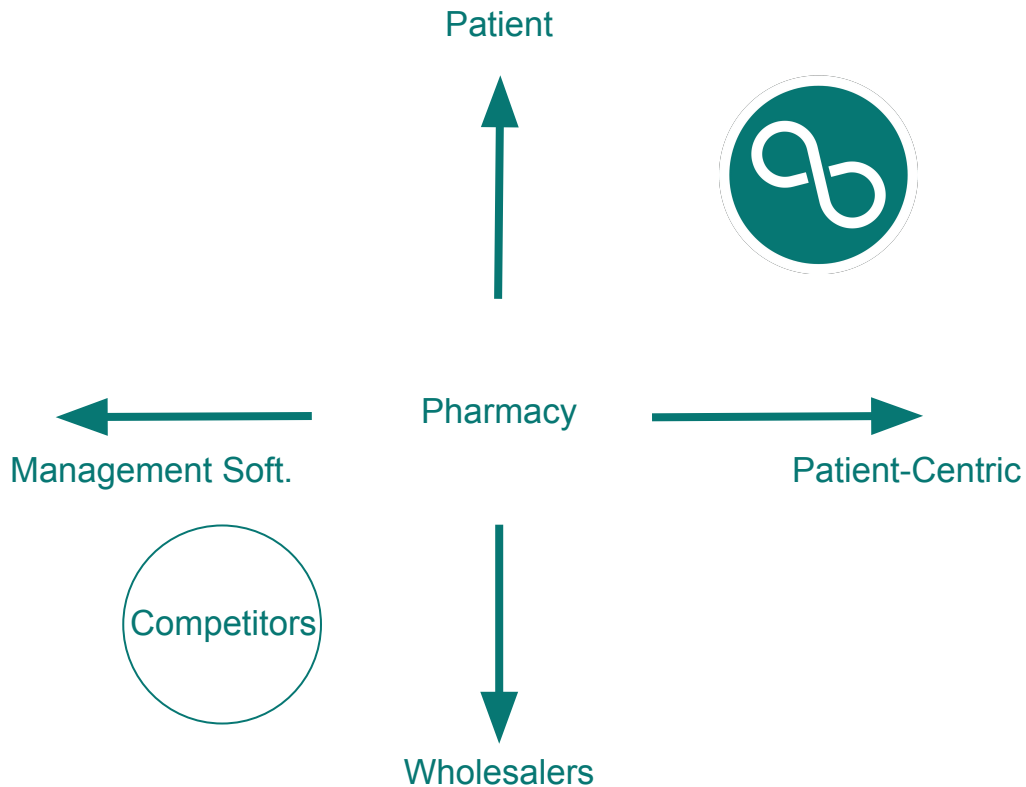 Patient
Pharmacy
Management Soft.
Patient-Centric
Competitors
Wholesalers